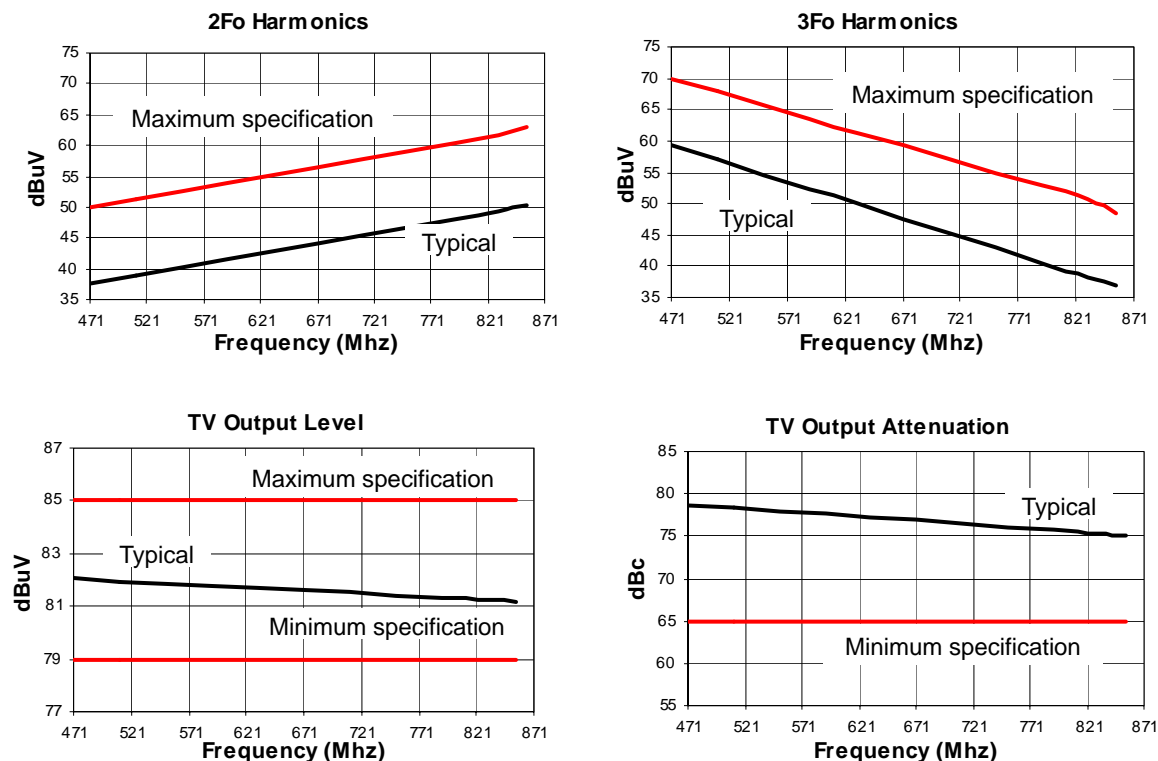 2Fo Harmonics
75
70
65
60
55
50
45
40
35
dBuV
Maximum specification
Typical
471 521 571 621 671 721 771 821 871
Frequency (Mhz)
3Fo Harmonics
75
70
65
60
55
50
45
40
35
dBuV
Maximum specification
Typical
471 521 571 621 671 721 771 821 871
Frequency (Mhz)
TV Output Level
87
85
83
81
79
77
dBuV
Maximum specification
Typical
Minimum specification
471 521 571 621 671 721 771 821 871
Frequency (Mhz)
TV Output Attenuation
85
80
75
70
65
60
55
dBc
Typical
Minimum specification
471 521 571 621 671 721 771 821 871
Frequency (Mhz)